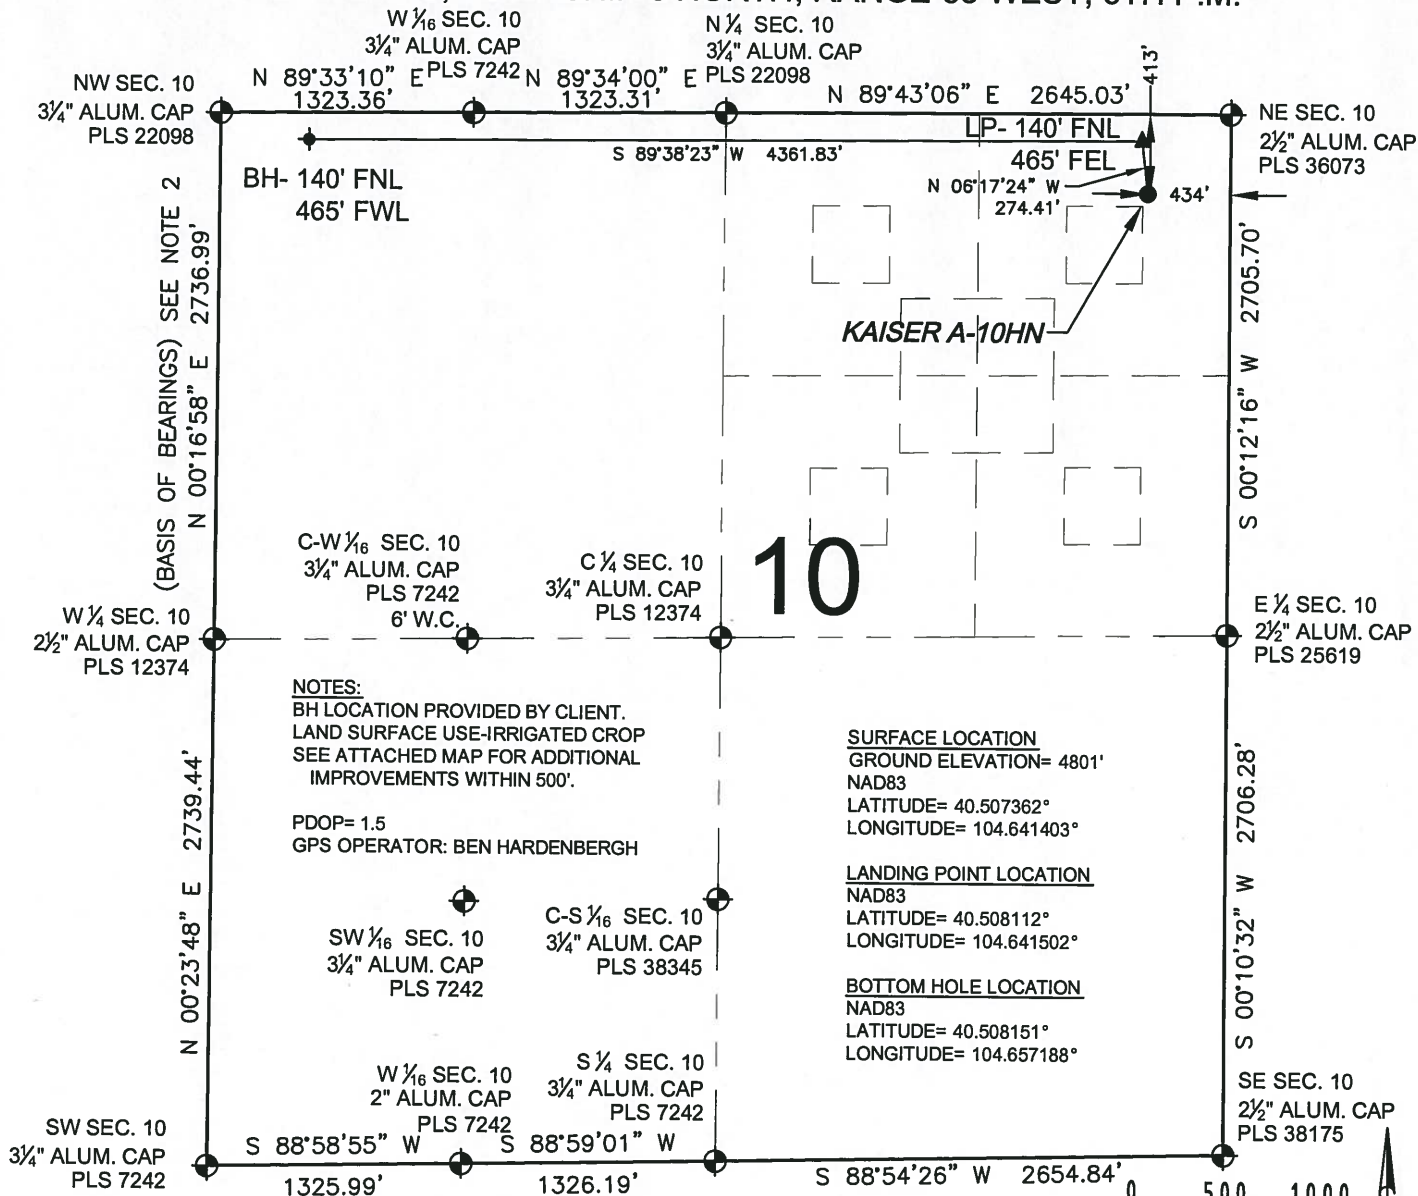 NORTH, RANGE 65 WEST, 6TH P.M.
W 1/16 SEC. 10
3¼" ALUM. CAP
PLS 7242
N ¼ SEC. 10
3¼" ALUM. CAP
PLS 22098
413'
NW SEC. 10
3¼" ALUM. CAP
PLS 22098
N 89°33'10" E
1323.36'
N 89°34'00" E
1323.31'
N 89°43'06" E 2645.03'
NE SEC. 10
2½" ALUM. CAP
PLS 36073
LP- 140' FNL
465' FEL
S 89°38'23" W 4361.83'
BH- 140' FNL
465' FWL
N 06°17'24" W
274.41'
434'
(BASIS OF BEARINGS) SEE NOTE 2
N 00°16'58" E 2736.99'
S 00°12'16" W 2705.70'
KAISER A-10HN
10
C-W 1/16 SEC. 10
3¼" ALUM. CAP
PLS 7242
6' W.C.
C ¼ SEC. 10
3¼" ALUM. CAP
PLS 12374
W ¼ SEC. 10
2½" ALUM. CAP
PLS 12374
E ¼ SEC. 10
2½" ALUM. CAP
PLS 25619
NOTES:
BH LOCATION PROVIDED BY CLIENT.
LAND SURFACE USE-IRRIGATED CROP
SEE ATTACHED MAP FOR ADDITIONAL
IMPROVEMENTS WITHIN 500'.
PDOP= 1.5
GPS OPERATOR: BEN HARDENBERGH
SURFACE LOCATION
GROUND ELEVATION= 4801'
NAD83
LATITUDE= 40.507362°
LONGITUDE= 104.641403°
LANDING POINT LOCATION
NAD83
LATITUDE= 40.508112°
LONGITUDE= 104.641502°
BOTTOM HOLE LOCATION
NAD83
LATITUDE= 40.508151°
LONGITUDE= 104.657188°
N 00°23'48" E 2739.44'
S 00°10'32" W 2706.28'
SW 1/16 SEC. 10
3¼" ALUM. CAP
PLS 7242
C-S 1/16 SEC. 10
3¼" ALUM. CAP
PLS 38345
W 1/16 SEC. 10
2" ALUM. CAP
PLS 7242
S ¼ SEC. 10
3¼" ALUM. CAP
PLS 7242
SW SEC. 10
3¼" ALUM. CAP
PLS 7242
SE SEC. 10
2½" ALUM. CAP
PLS 38175
S 88°58'55" W
1325.99'
S 88°59'01" W
1326.19'
S 88°54'26" W 2654.84'
0 500 1000